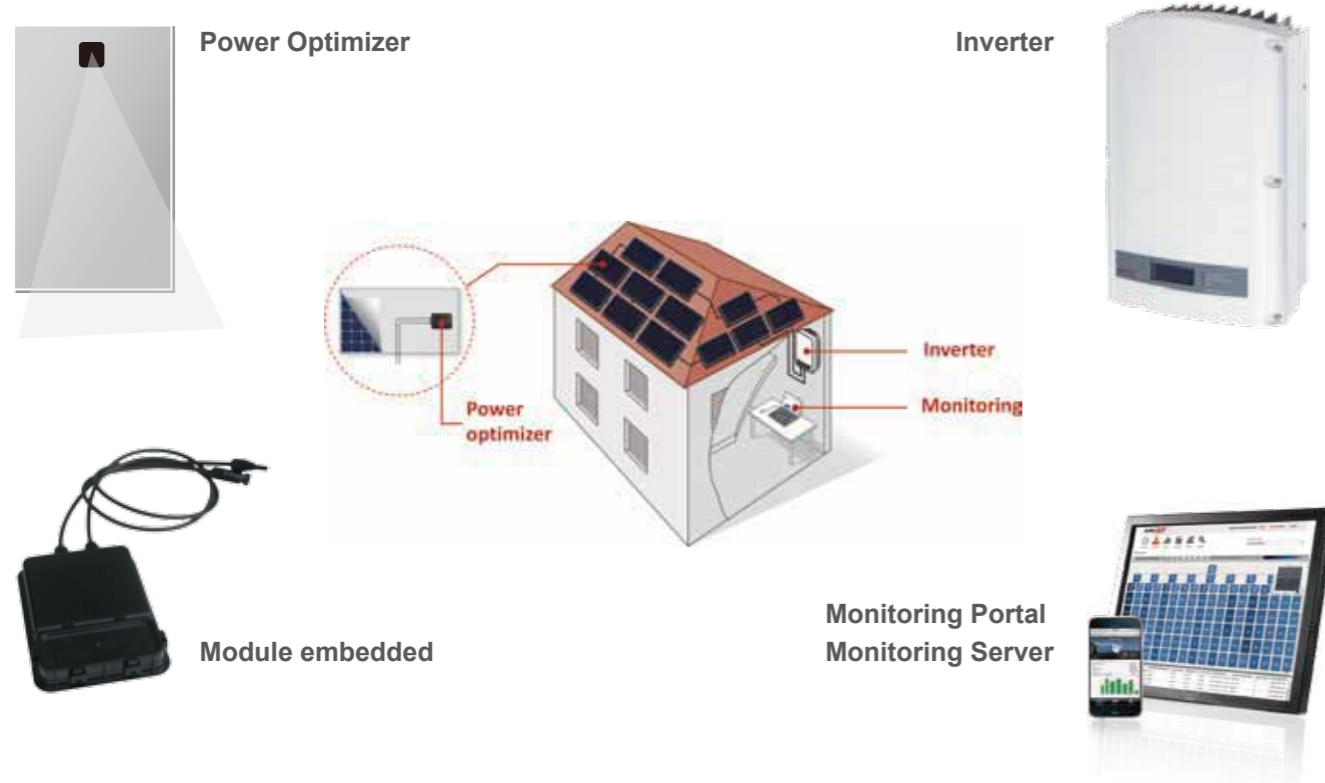 Power Optimizer
Inverter
Inverter
Monitoring
Power
optimizer
Monitoring Portal
Monitoring Server
Module embedded